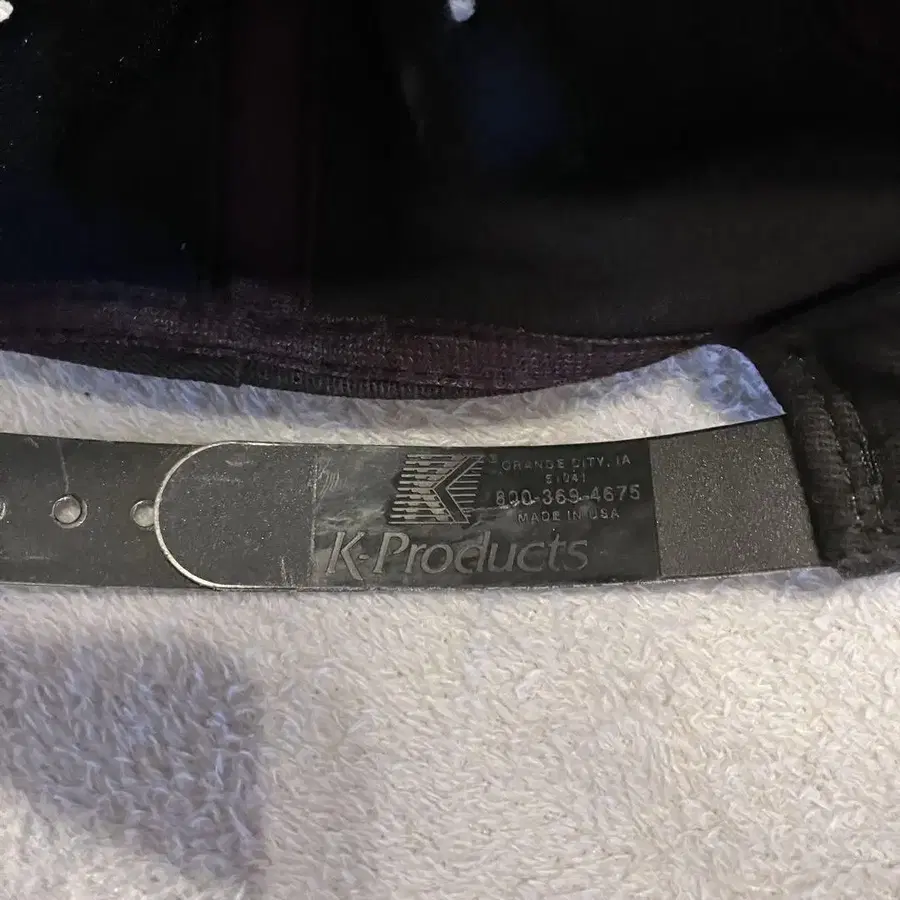 ORANGE CITY, IA
51041
800-369-4675
MADE IN USA
K-Products